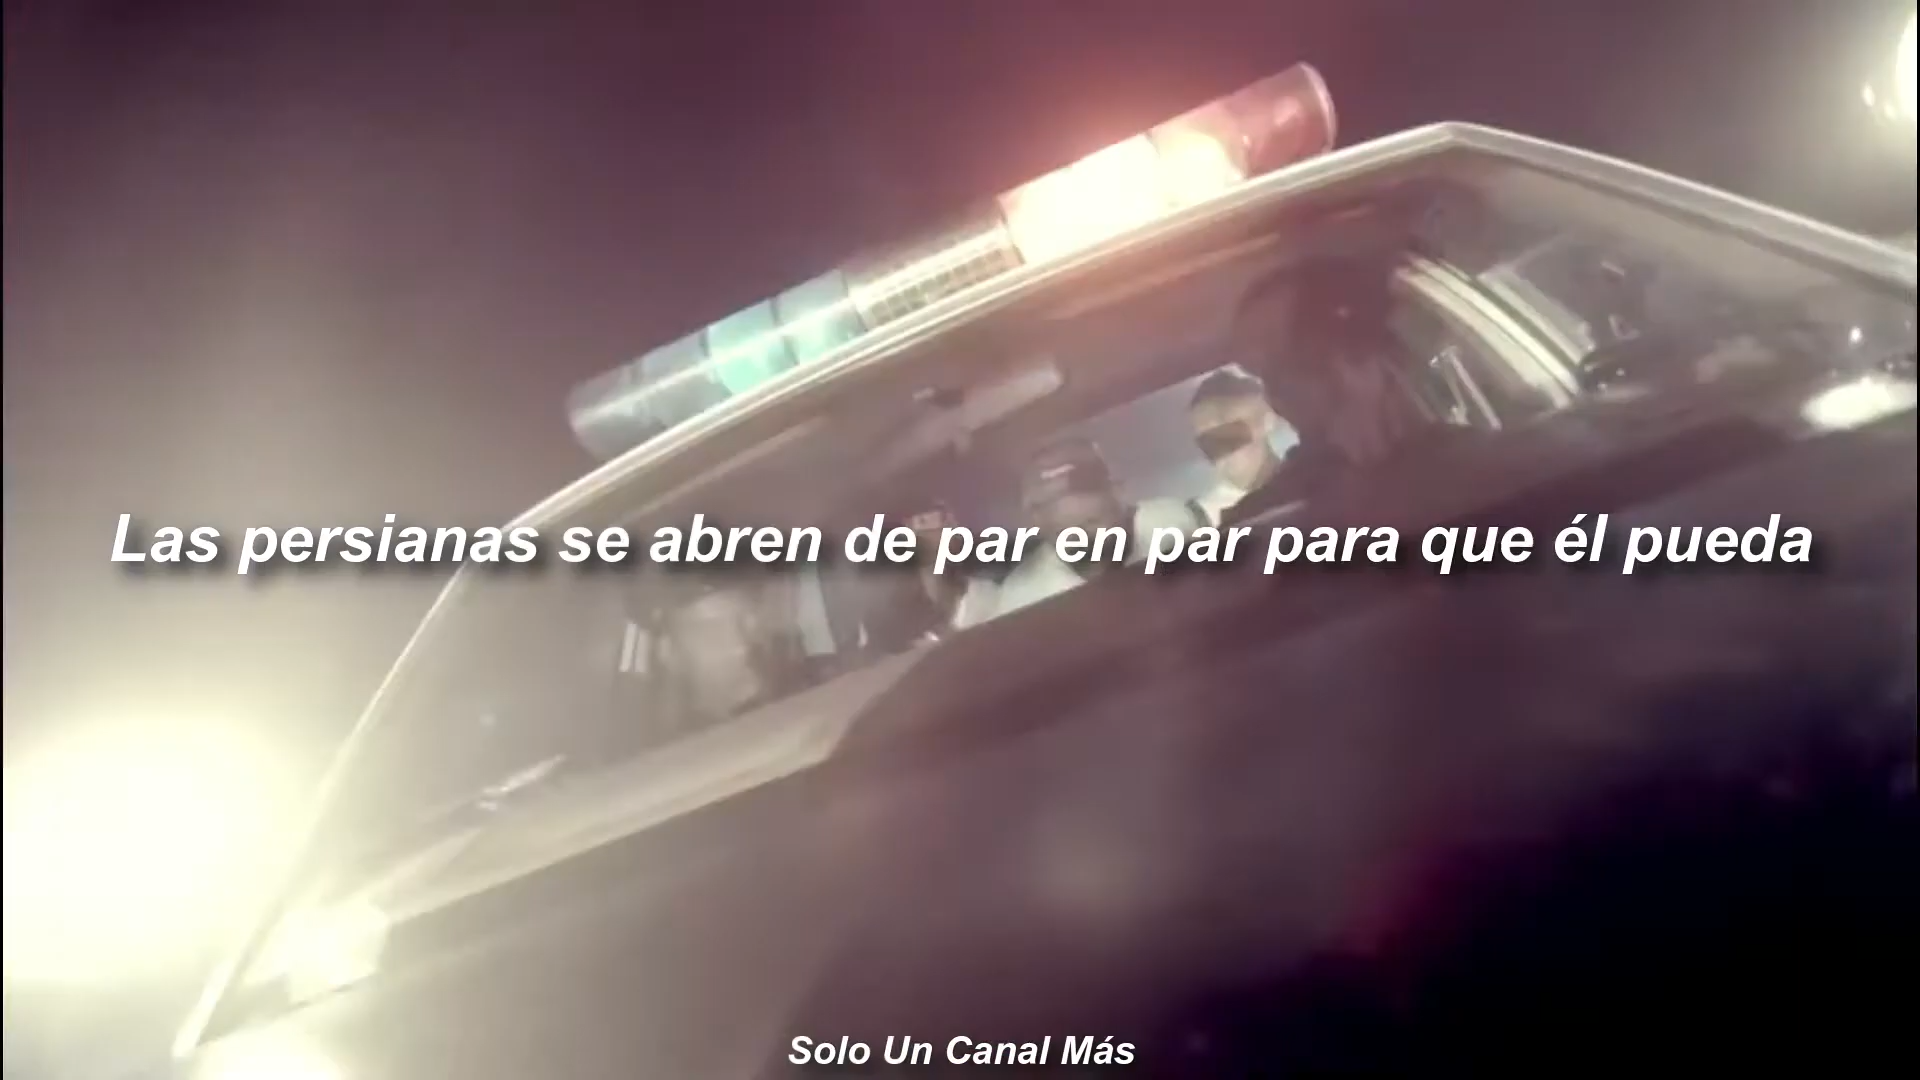 Las persianas se abren de par en par para que él pueda
Solo Un Canal Más